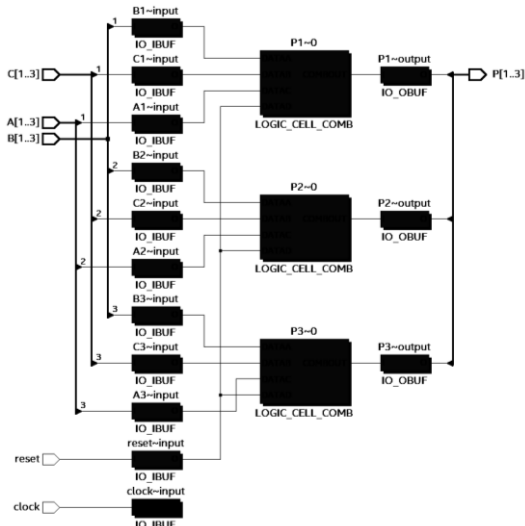 B1~input
IO_IBUF
C[1..3]
1
1
C1~input
IO_IBUF
P1~0
LOGIC_CELL_COMB
P1~output
IO_OBUF
P[1..3]
A[1..3]
1
A1~input
IO_IBUF
B[1..3]
2
B2~input
IO_IBUF
2
C2~input
IO_IBUF
P2~0
LOGIC_CELL_COMB
P2~output
IO_OBUF
2
A2~input
IO_IBUF
3
B3~input
IO_IBUF
3
C3~input
IO_IBUF
P3~0
LOGIC_CELL_COMB
P3~output
IO_OBUF
3
A3~input
IO_IBUF
reset
reset~input
IO_IBUF
clock
clock~input
IO_IBUF